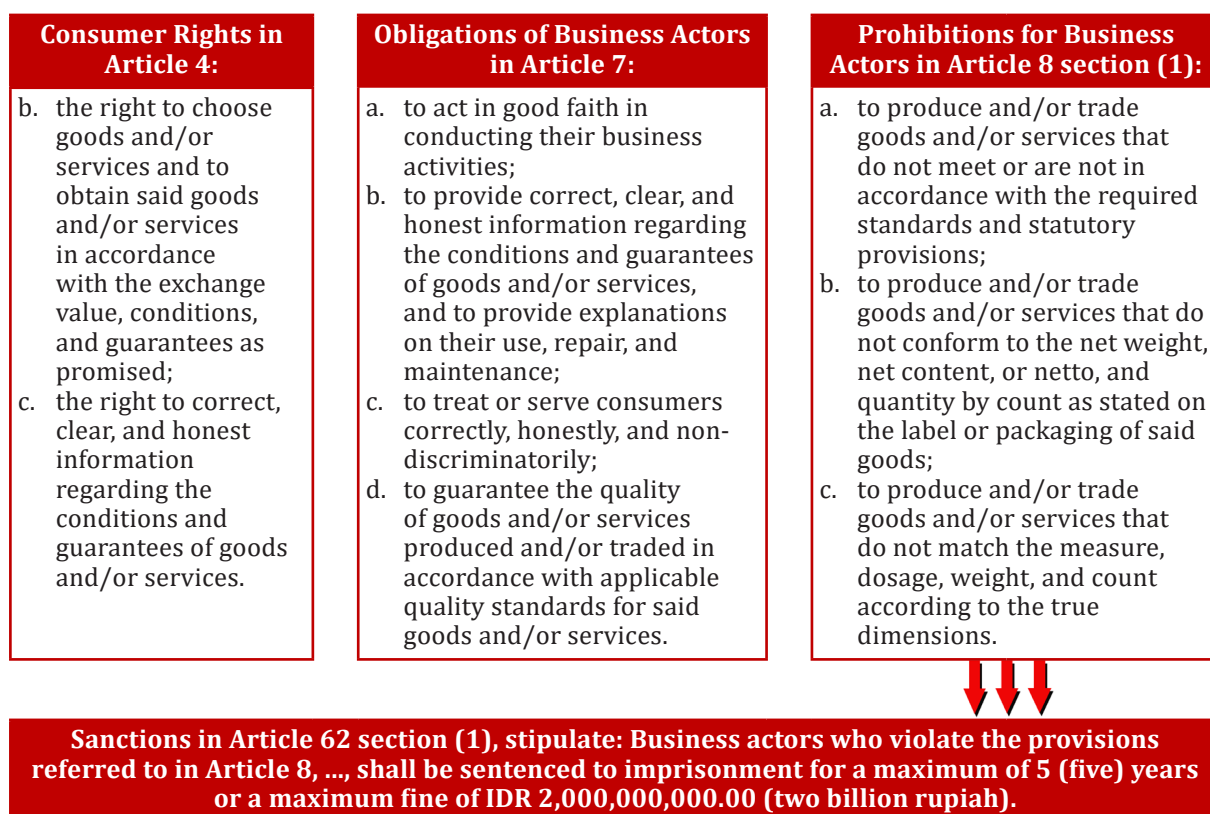 Consumer Rights in
Article 4:
b. the right to choose
goods and/or
services and to
obtain said goods
and/or services
in accordance
with the exchange
value, conditions,
and guarantees as
promised;
c. the right to correct,
clear, and honest
information
regarding the
conditions and
guarantees of goods
and/or services.
Obligations of Business Actors
in Article 7:
a. to act in good faith in
conducting their business
activities;
b. to provide correct, clear, and
honest information regarding
the conditions and guarantees
of goods and/or services,
and to provide explanations
on their use, repair, and
maintenance;
c. to treat or serve consumers
correctly, honestly, and non-
discriminatorily;
d. to guarantee the quality
of goods and/or services
produced and/or traded in
accordance with applicable
quality standards for said
goods and/or services.
Prohibitions for Business
Actors in Article 8 section (1):
a. to produce and/or trade
goods and/or services that
do not meet or are not in
accordance with the required
standards and statutory
provisions;
b. to produce and/or trade
goods and/or services that do
not conform to the net weight,
net content, or netto, and
quantity by count as stated on
the label or packaging of said
goods;
c. to produce and/or trade
goods and/or services that
do not match the measure,
dosage, weight, and count
according to the true
dimensions.
Sanctions in Article 62 section (1), stipulate: Business actors who violate the provisions
referred to in Article 8, ..., shall be sentenced to imprisonment for a maximum of 5 (five) years
or a maximum fine of IDR 2,000,000,000.00 (two billion rupiah).